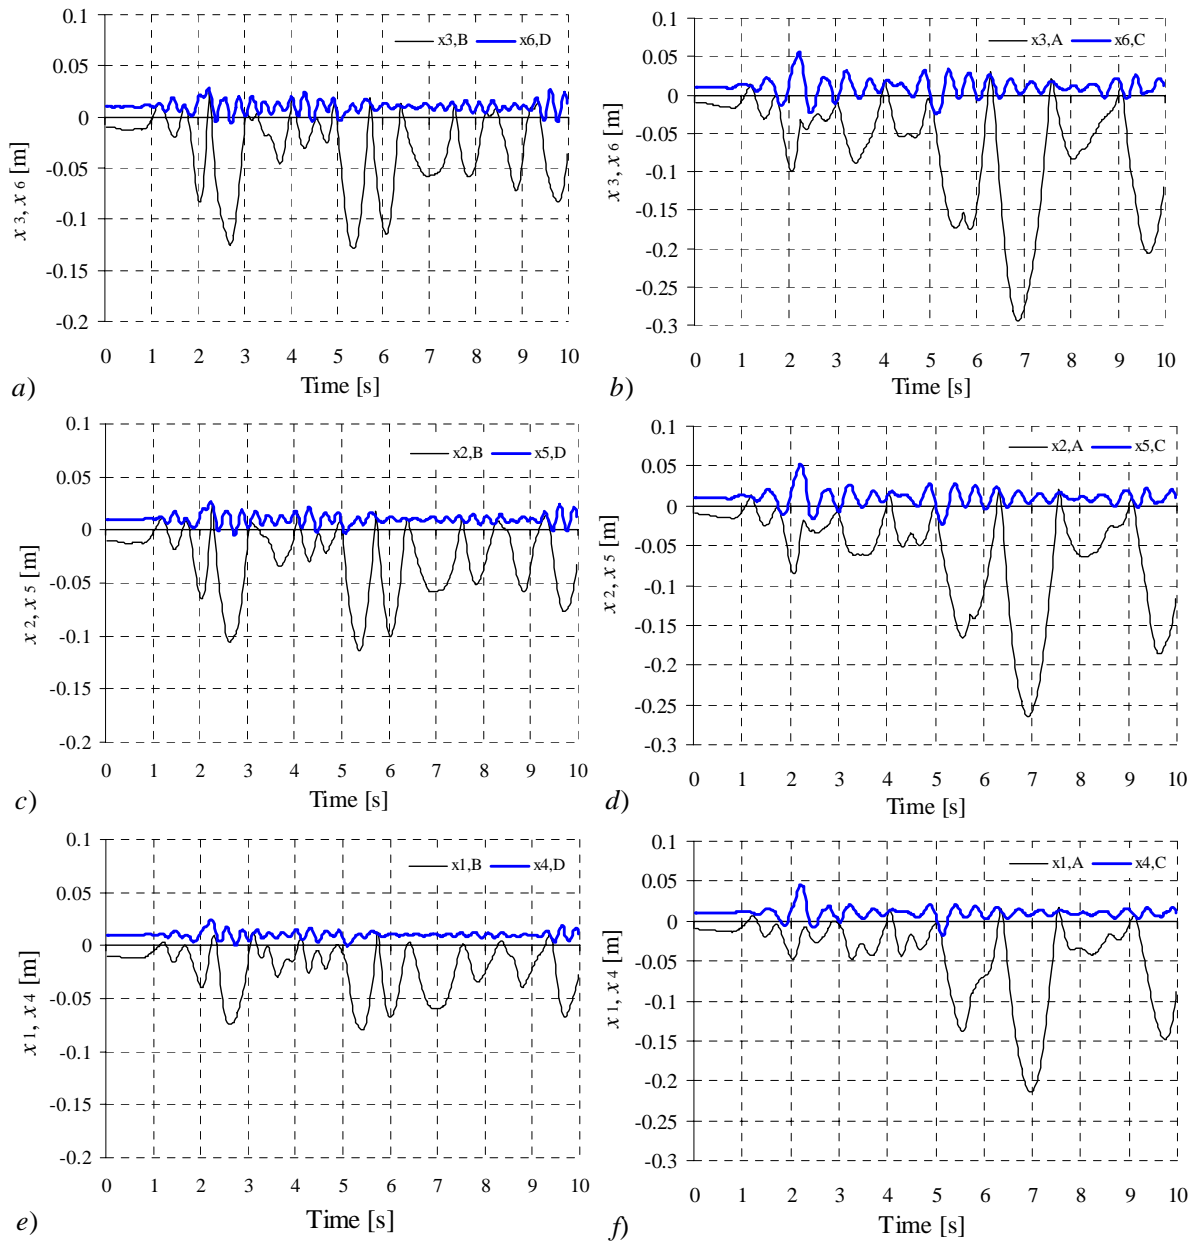 0.1
0.05
0
-0.05
-0.1
-0.15
-0.2
x3,B x6,D
x 3, x 6 [m]
0 1 2 3 4 5 6 7 8 9 10
Time [s]
a)
0.1
0.05
0
-0.05
-0.1
-0.15
-0.2
-0.25
-0.3
x3,A x6,C
x 3, x 6 [m]
0 1 2 3 4 5 6 7 8 9 10
Time [s]
b)
0.1
0.05
0
-0.05
-0.1
-0.15
-0.2
x2,B x5,D
x 2, x 5 [m]
0 1 2 3 4 5 6 7 8 9 10
Time [s]
c)
0.1
0.05
0
-0.05
-0.1
-0.15
-0.2
-0.25
-0.3
x2,A x5,C
x 2, x 5 [m]
0 1 2 3 4 5 6 7 8 9 10
Time [s]
d)
0.1
0.05
0
-0.05
-0.1
-0.15
-0.2
x1,B x4,D
x 1, x 4 [m]
0 1 2 3 4 5 6 7 8 9 10
Time [s]
e)
0.1
0.05
0
-0.05
-0.1
-0.15
-0.2
-0.25
-0.3
x1,A x4,C
x 1, x 4 [m]
0 1 2 3 4 5 6 7 8 9 10
Time [s]
f)